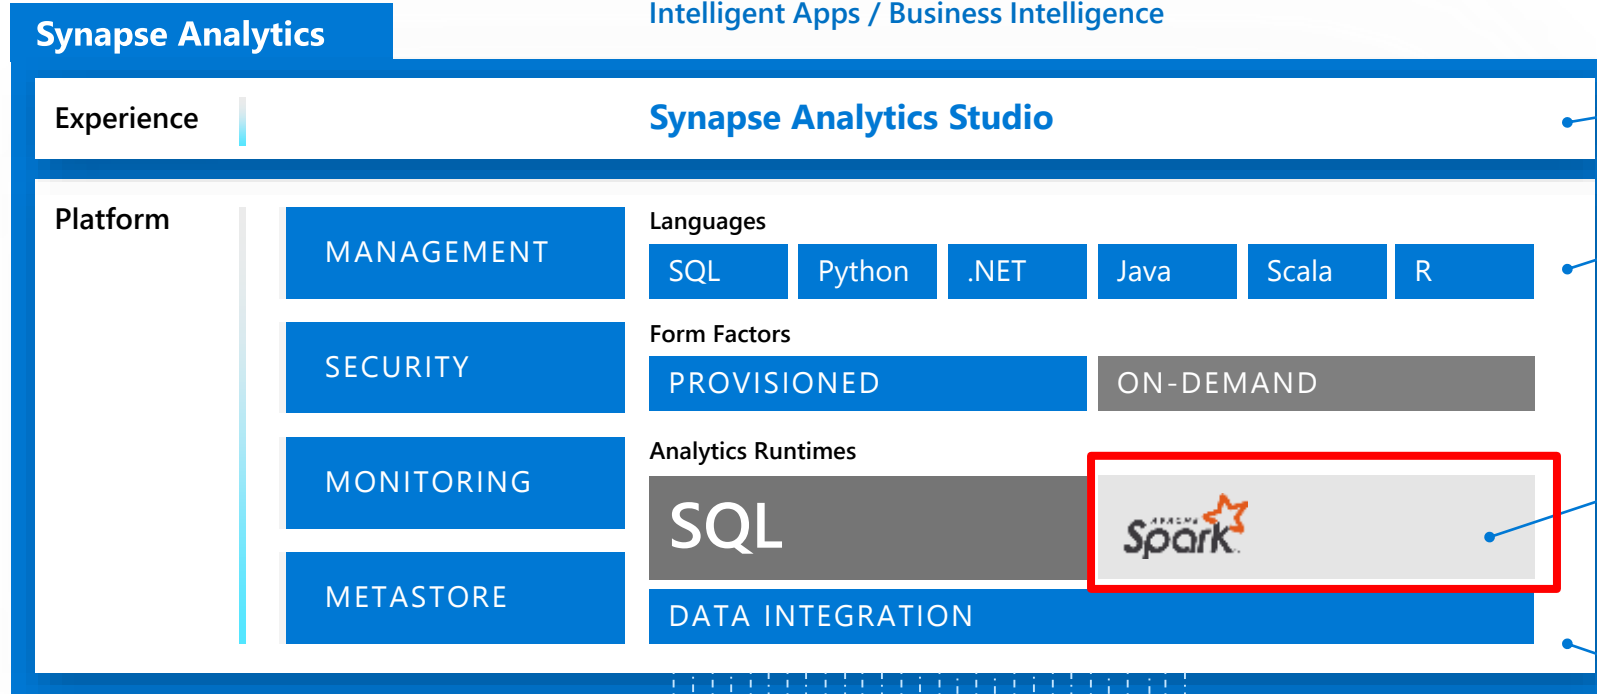 Intelligent Apps / Business Intelligence
Synapse Analytics
Experience
Synapse Analytics Studio
Platform
MANAGEMENT
SECURITY
MONITORING
METASTORE
Languages
SQL
Python
.NET
Java
Scala
R
Form Factors
PROVISIONED
ON-DEMAND
Analytics Runtimes
SQL
APACHE
Spark
DATA INTEGRATION